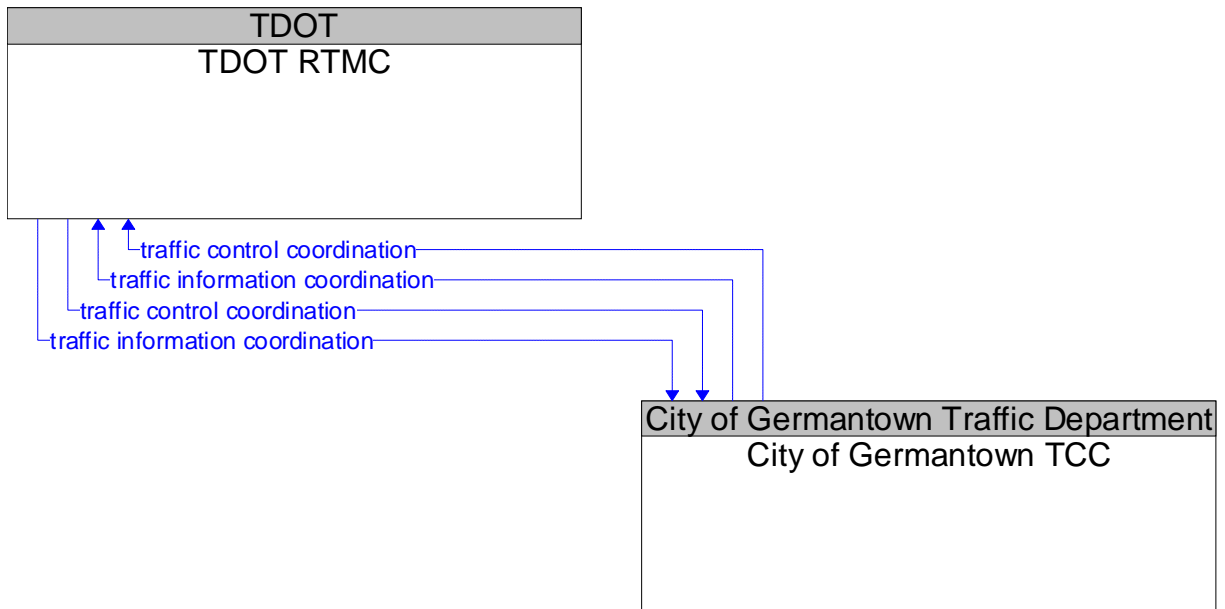 TDOT
TDOT RTMC
traffic control coordination
traffic information coordination
traffic control coordination
traffic information coordination
City of Germantown Traffic Department
City of Germantown TCC